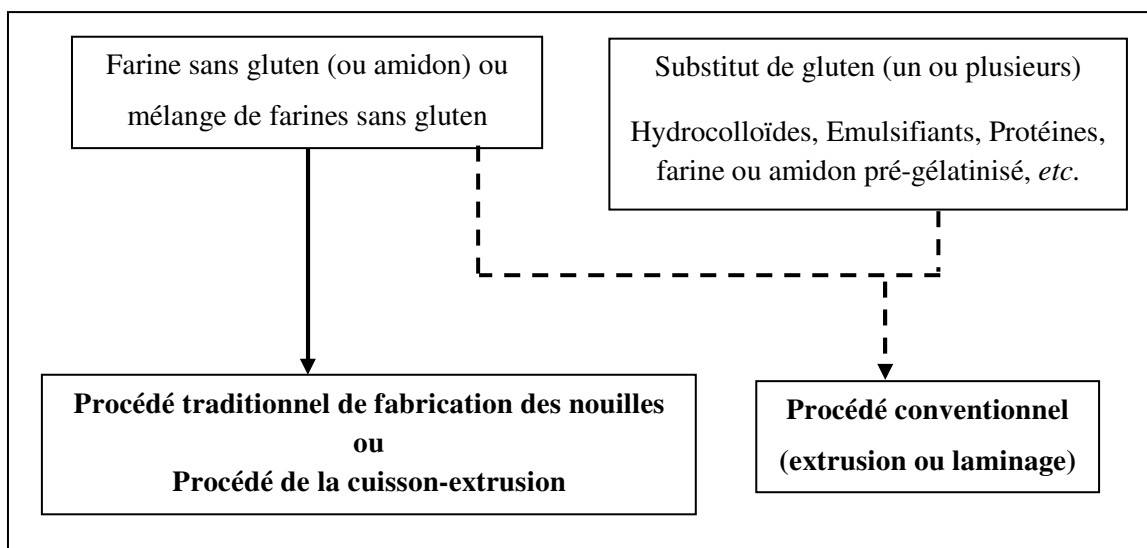 Farine sans gluten (ou amidon) ou
mélange de farines sans gluten
Substitut de gluten (un ou plusieurs)
Hydrocolloïdes, Emulsifiants, Protéines,
farine ou amidon pré-gélatinisé, etc.
Procédé traditionnel de fabrication des nouilles
ou
Procédé de la cuisson-extrusion
Procédé conventionnel
(extrusion ou laminage)